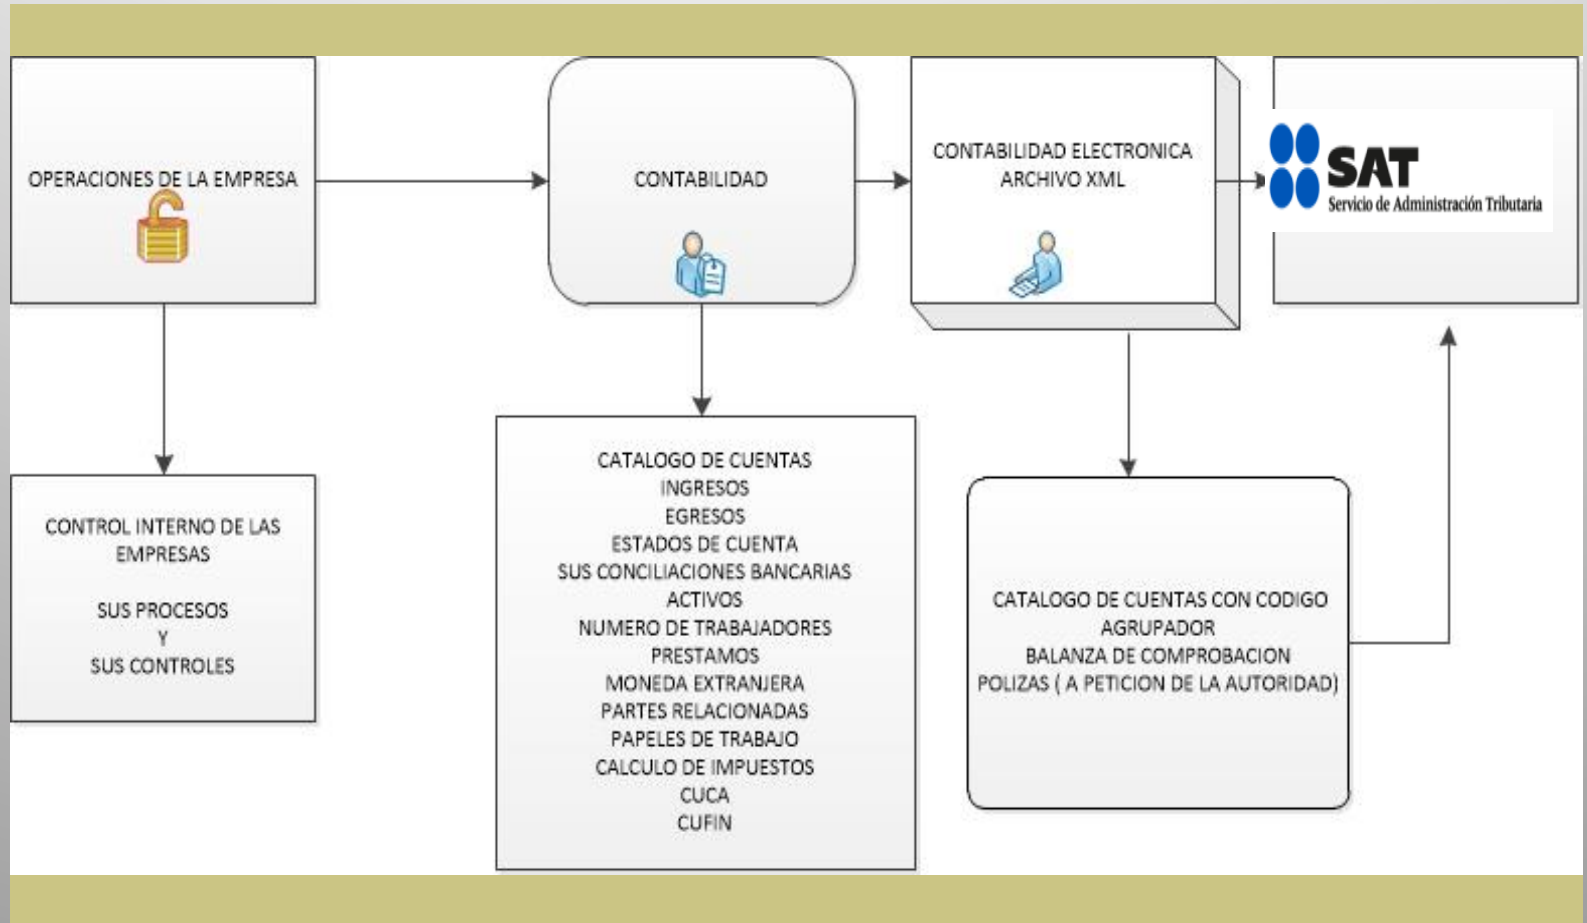 OPERACIONES DE LA EMPRESA
CONTABILIDAD
CONTABILIDAD ELECTRONICA
ARCHIVO XML
SAT
Servicio de Administración Tributaria
CONTROL INTERNO DE LAS
EMPRESAS
SUS PROCESOS
Y
SUS CONTROLES
CATALOGO DE CUENTAS
INGRESOS
EGRESOS
ESTADOS DE CUENTA
SUS CONCILIACIONES BANCARIAS
ACTIVOS
NUMERO DE TRABAJADORES
PRESTAMOS
MONEDA EXTRANJERA
PARTES RELACIONADAS
PAPELES DE TRABAJO
CALCULO DE IMPUESTOS
CUCA
CUFIN
CATALOGO DE CUENTAS CON CODIGO
AGRUPADOR
BALANZA DE COMPROBACION
POLIZAS ( A PETICION DE LA AUTORIDAD)